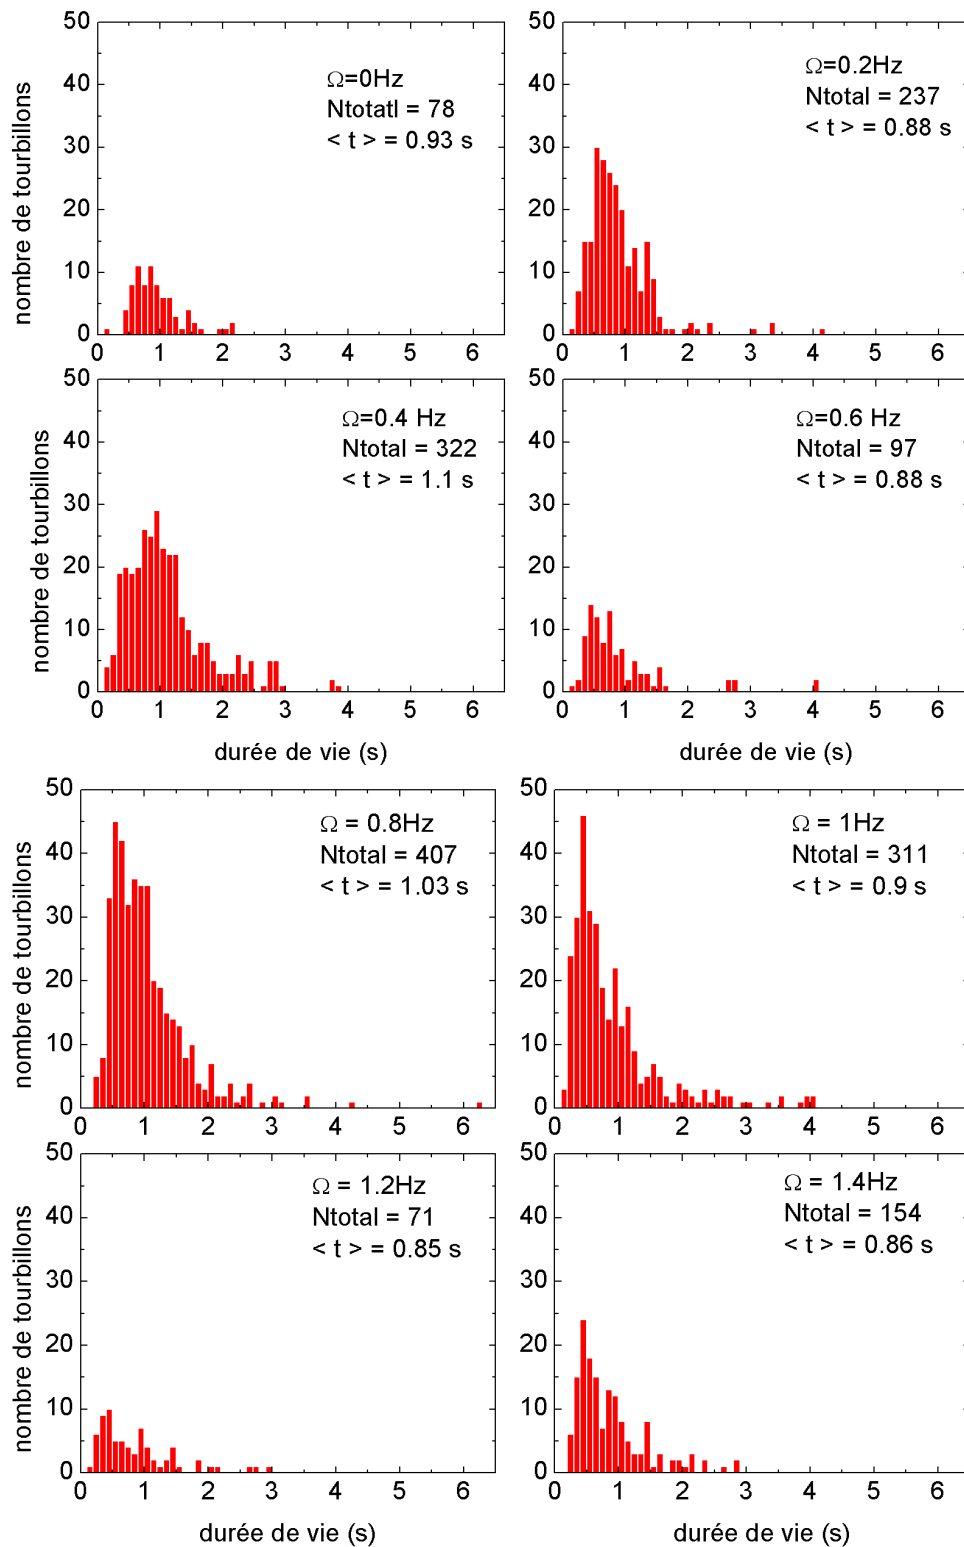 nombre de tourbillons
50
40
30
20
10
0
Ω=0Hz
Ntotatl = 78
< t > = 0.93 s
0 1 2 3 4 5 6
50
40
30
20
10
0
Ω=0.2Hz
Ntotal = 237
< t > = 0.88 s
0 1 2 3 4 5 6
nombre de tourbillons
50
40
30
20
10
0
Ω=0.4 Hz
Ntotal = 322
< t > = 1.1 s
0 1 2 3 4 5 6
durée de vie (s)
50
40
30
20
10
0
Ω=0.6 Hz
Ntotal = 97
< t > = 0.88 s
0 1 2 3 4 5 6
durée de vie (s)
nombre de tourbillons
50
40
30
20
10
0
Ω = 0.8Hz
Ntotal = 407
< t > = 1.03 s
0 1 2 3 4 5 6
50
40
30
20
10
0
Ω = 1Hz
Ntotal = 311
< t > = 0.9 s
0 1 2 3 4 5 6
nombre de tourbillons
50
40
30
20
10
0
Ω = 1.2Hz
Ntotal = 71
< t > = 0.85 s
0 1 2 3 4 5 6
durée de vie (s)
50
40
30
20
10
0
Ω = 1.4Hz
Ntotal = 154
< t > = 0.86 s
0 1 2 3 4 5 6
durée de vie (s)